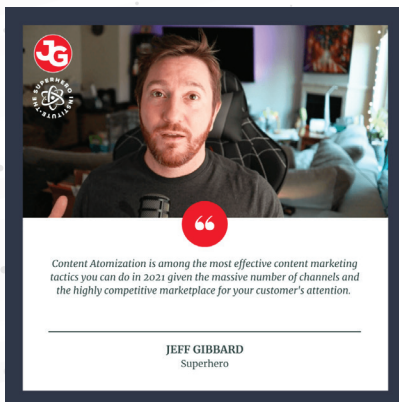 JG
THE SUPERHERO INSTITUTE
“
Content Atomization is among the most effective content marketing
tactics you can do in 2021 given the massive number of channels and
the highly competitive marketplace for your customer's attention.
JEFF GIBBARD
Superhero